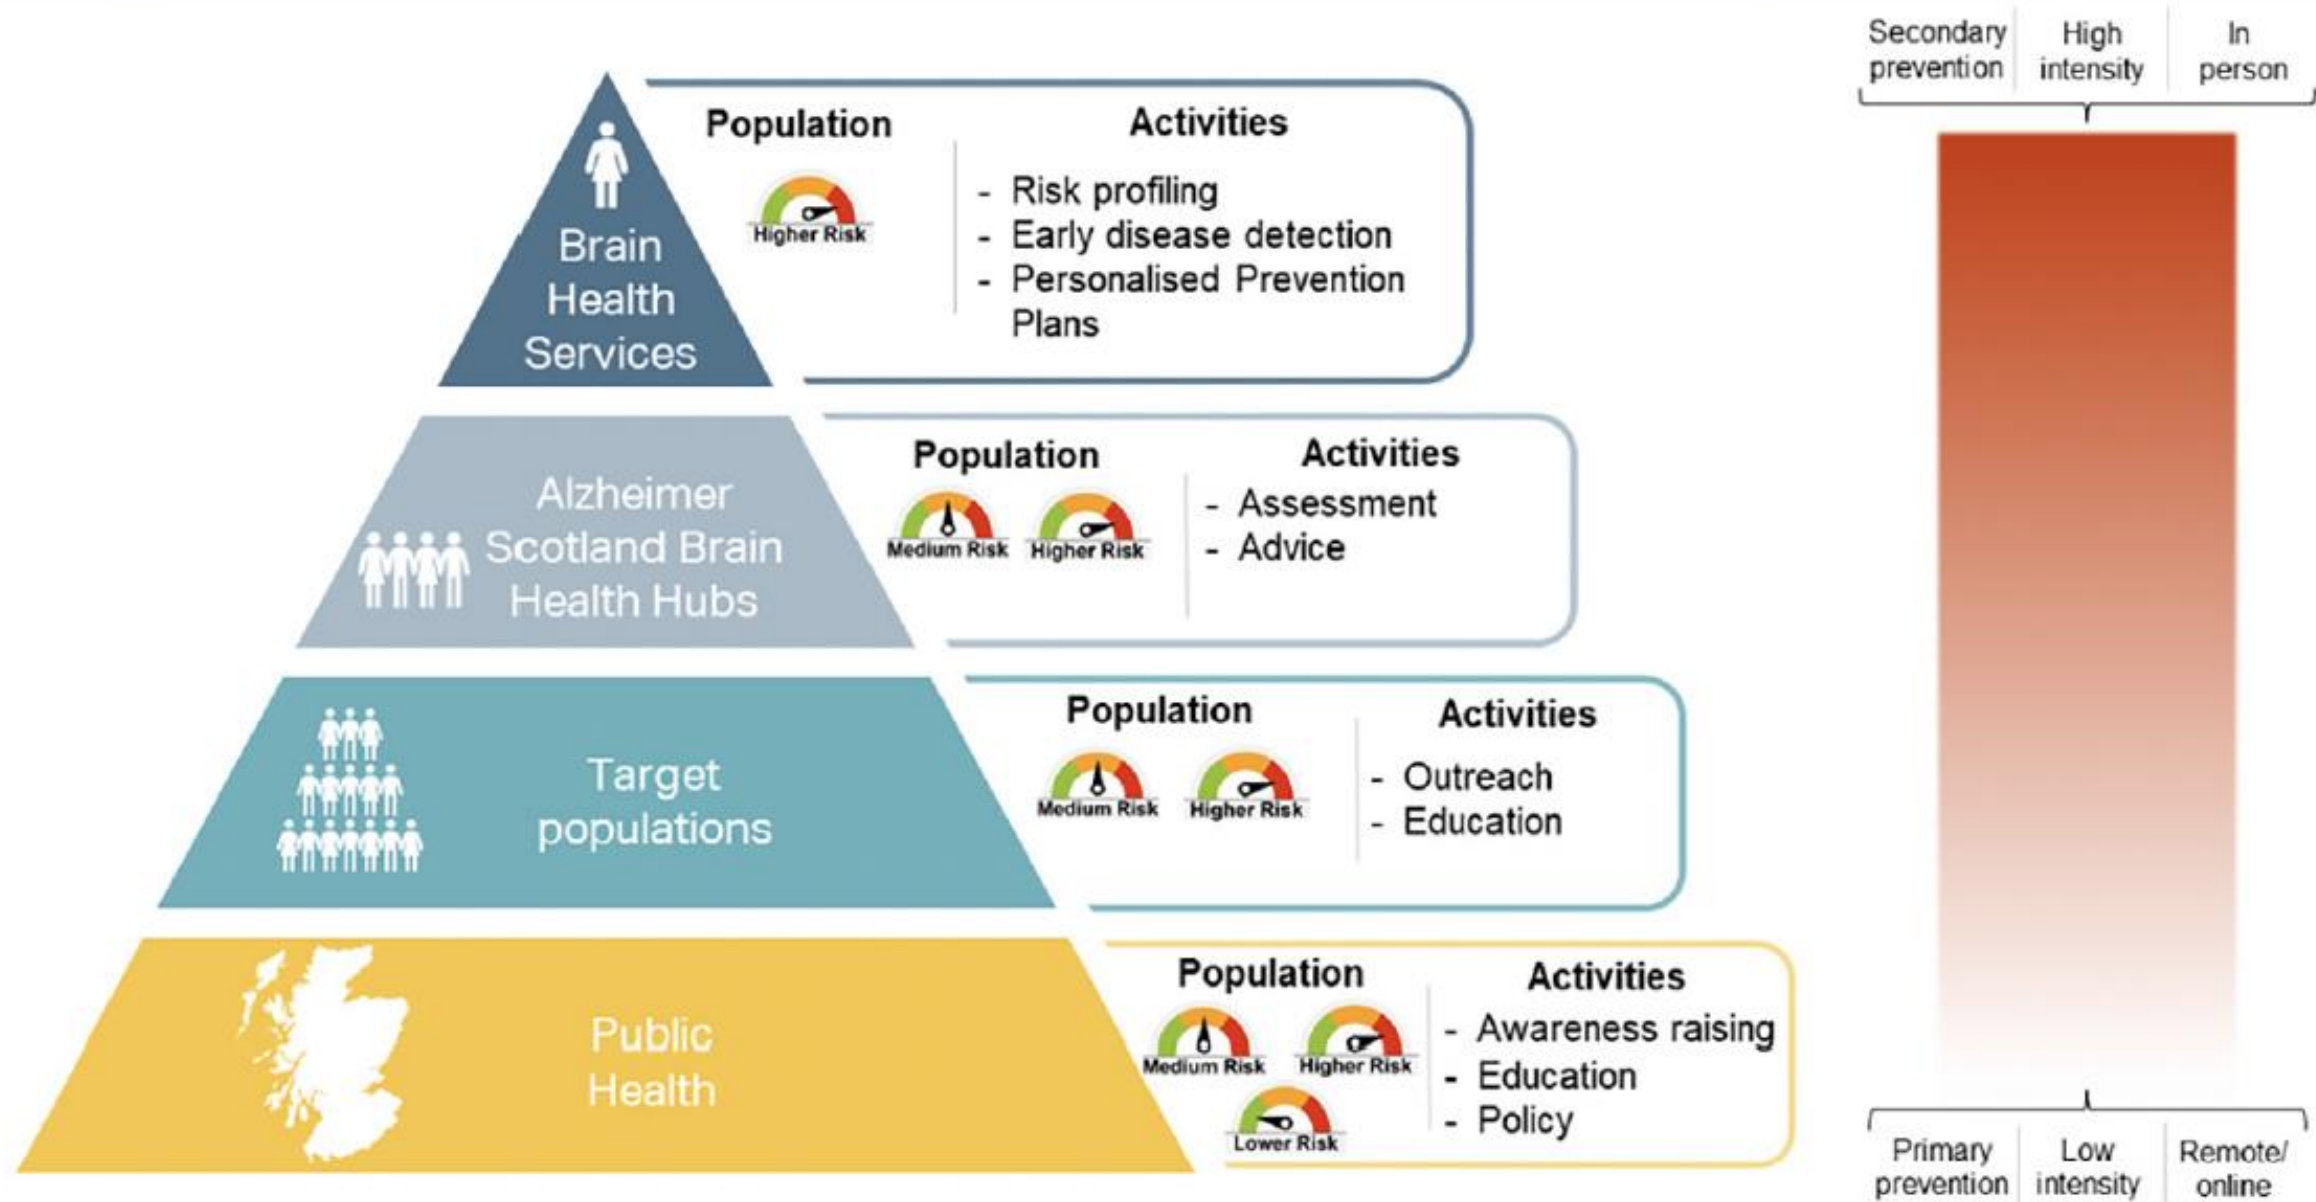 Secondary
prevention
High
intensity
In
person
Brain
Health
Services
Population
Higher Risk
Activities
- Risk profiling
- Early disease detection
- Personalised Prevention
Plans
Alzheimer
Scotland Brain
Health Hubs
Population
Medium Risk
Higher Risk
Activities
- Assessment
- Advice
Target
populations
Population
Medium Risk
Higher Risk
Activities
- Outreach
- Education
Public
Health
Population
Medium Risk
Higher Risk
Lower Risk
Activities
- Awareness raising
- Education
- Policy
Primary
prevention
Low
intensity
Remote/
online